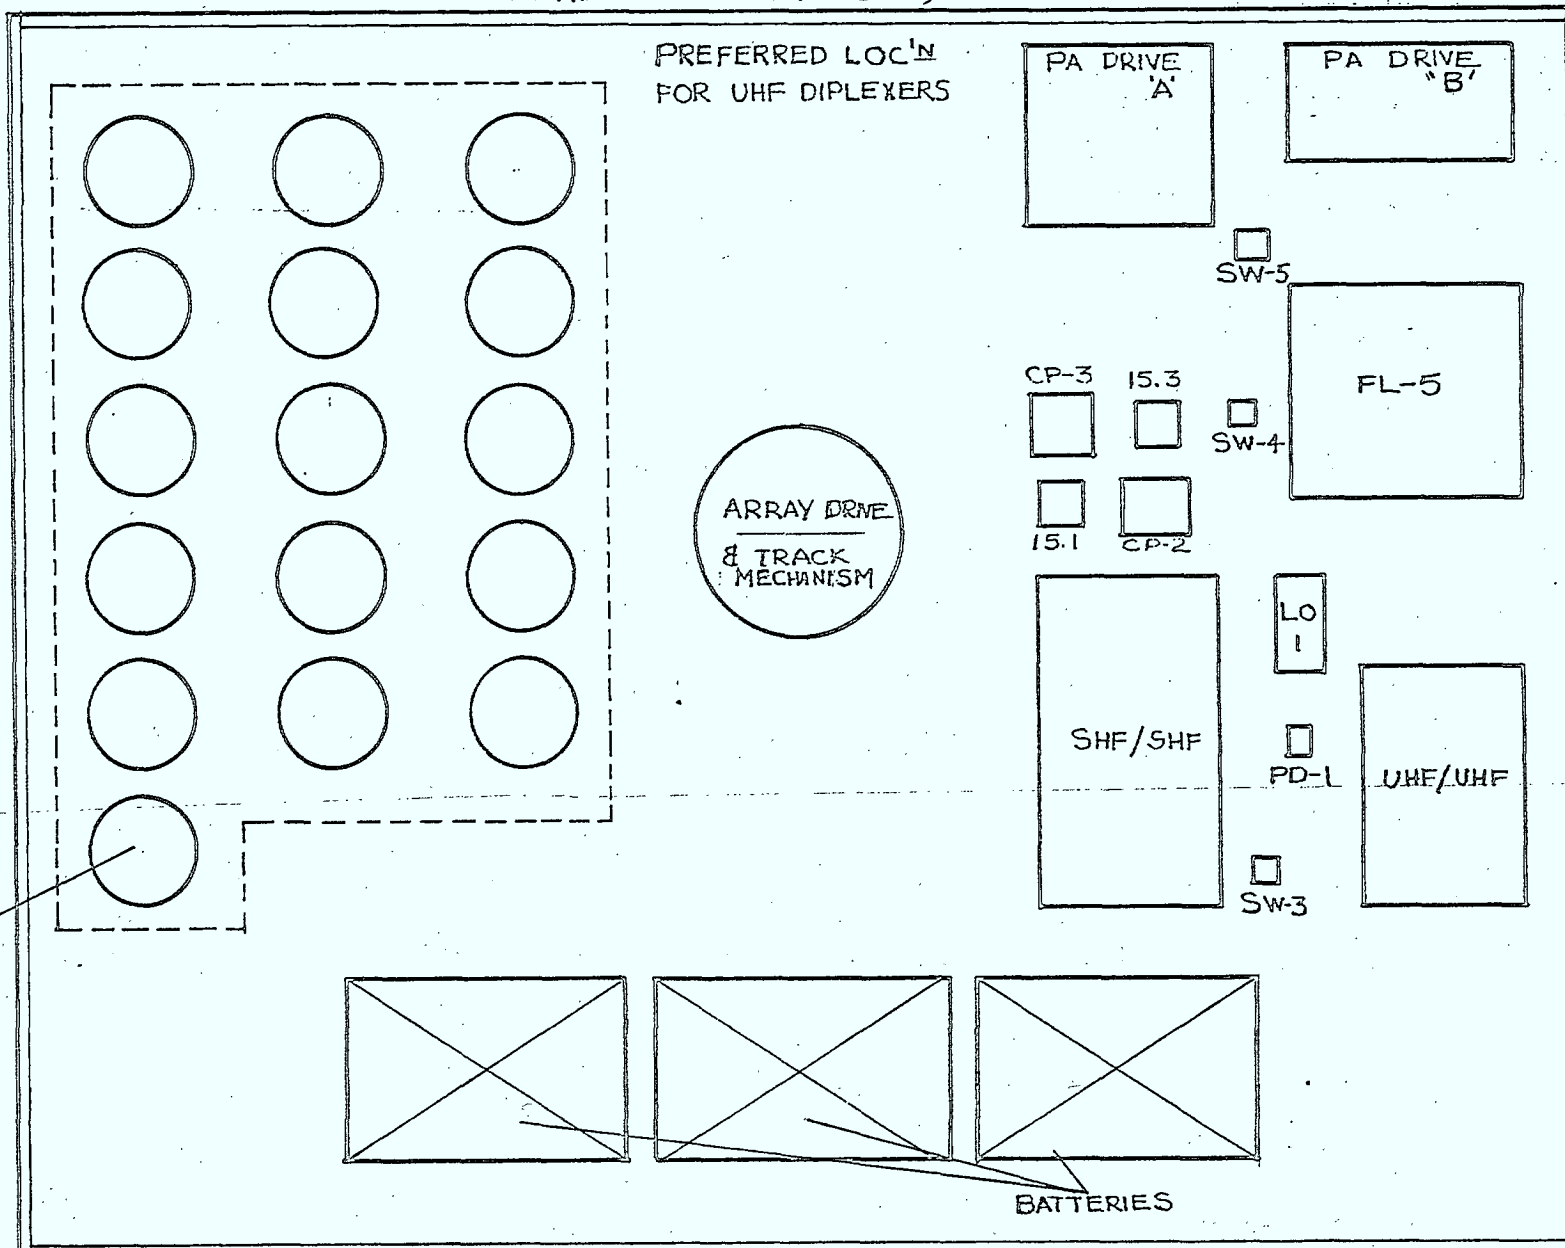 PREFERRED LOC'N
FOR UHF DIPLEXERS
PA DRIVE
'A'
PA DRIVE
"B'
SW-5
FL-5
CP-3
15.3
SW-4
15.1
CP-2
ARRAY DRIVE
& TRACK
MECHANISM
LO
1
SHF/SHF
PD-1
UHF/UHF
SW-3
BATTERIES